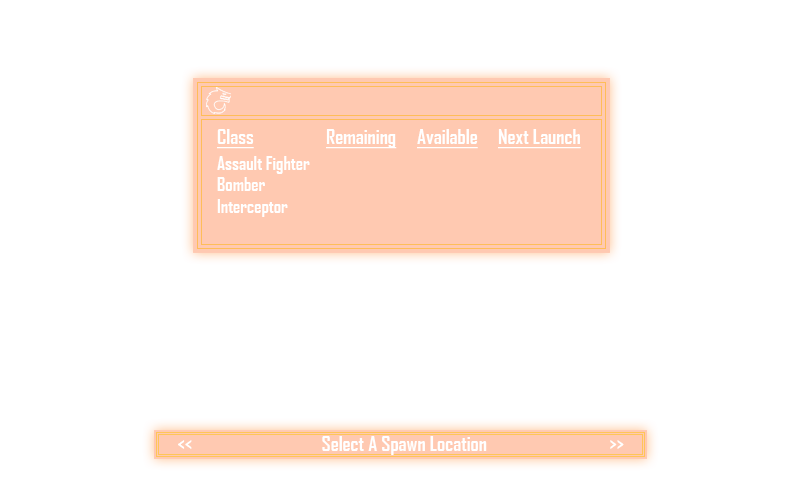 Class Remaining Available Next Launch
Assault Fighter
Bomber
Interceptor
<< Select A Spawn Location >>